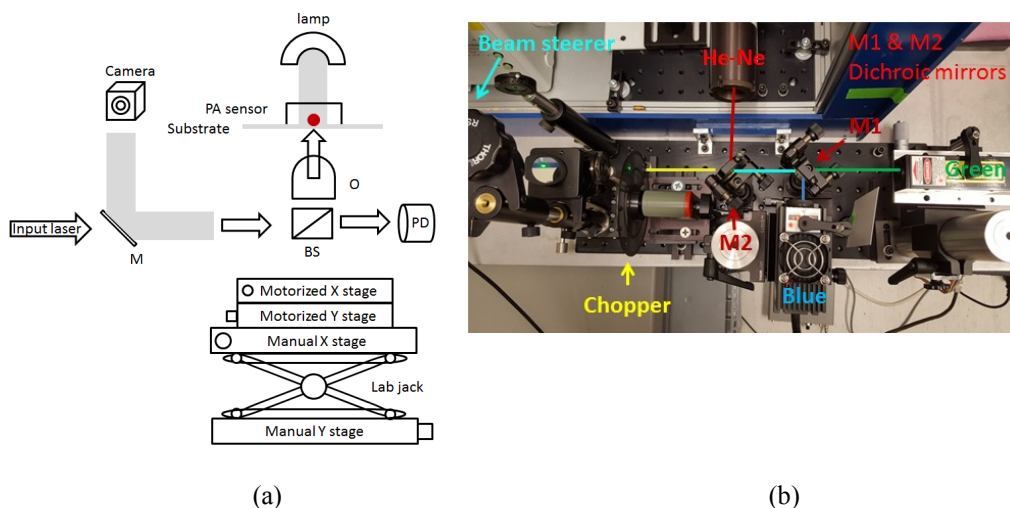 lamp
Camera
PA sensor
Substrate
O
Input laser
M
BS
PD
Motorized X stage
Motorized Y stage
Manual X stage
Lab jack
Manual Y stage
(a)
Beam steerer
He-Ne
M1 & M2
Dichroic mirrors
M1
Green
M2
Blue
Chopper
(b)